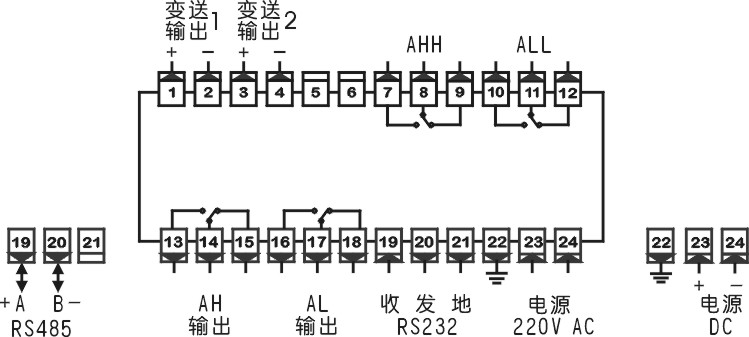 变送输出1 变送输出2
+ − + −
AHH ALL
1 2 3 4 5 6 7 8 9 10 11 12
19 20 21 13 14 15 16 17 18 19 20 21 22 23 24 22 23 24
+A B− AH AL 收 发 地 电源 + −
RS485 输出 输出 RS232 220V AC 电源
DC